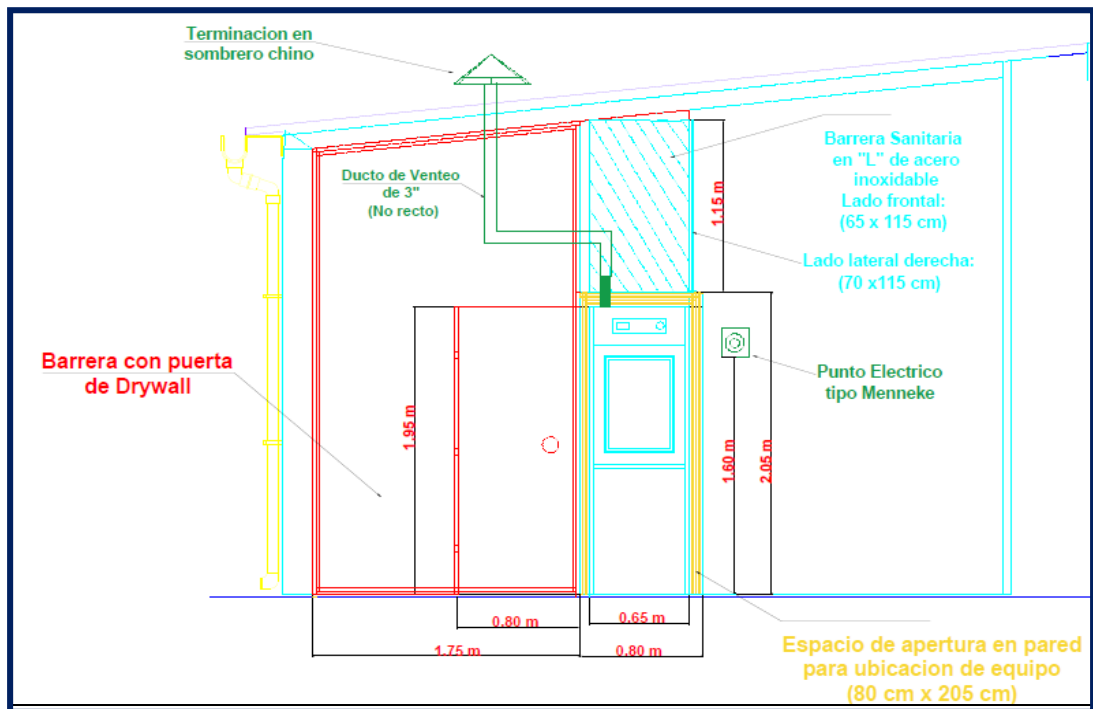 Terminacion en
sombrero chino
Ducto de Venteo
de 3"
(No recto)
Barrera Sanitaria
en "L" de acero
inoxidable
Lado frontal:
(65 x 115 cm)
1.15 m
Lado lateral derecha:
(70 x115 cm)
Barrera con puerta
de Drywall
1.95 m
Punto Electrico
tipo Menneke
1.60 m
2.05 m
0.80 m
0.65 m
1.75 m
0.80 m
Espacio de apertura en pared
para ubicacion de equipo
(80 cm x 205 cm)